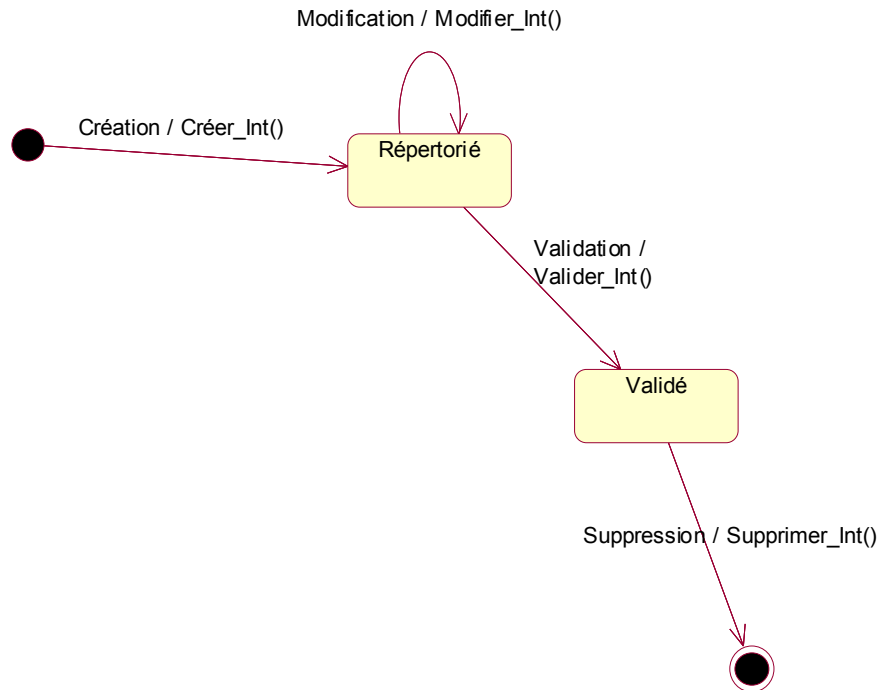 Modification / Modifier_Int()
Création / Créer_Int()
Répertorié
Validation /
Valider_Int()
Validé
Suppression / Supprimer_Int()